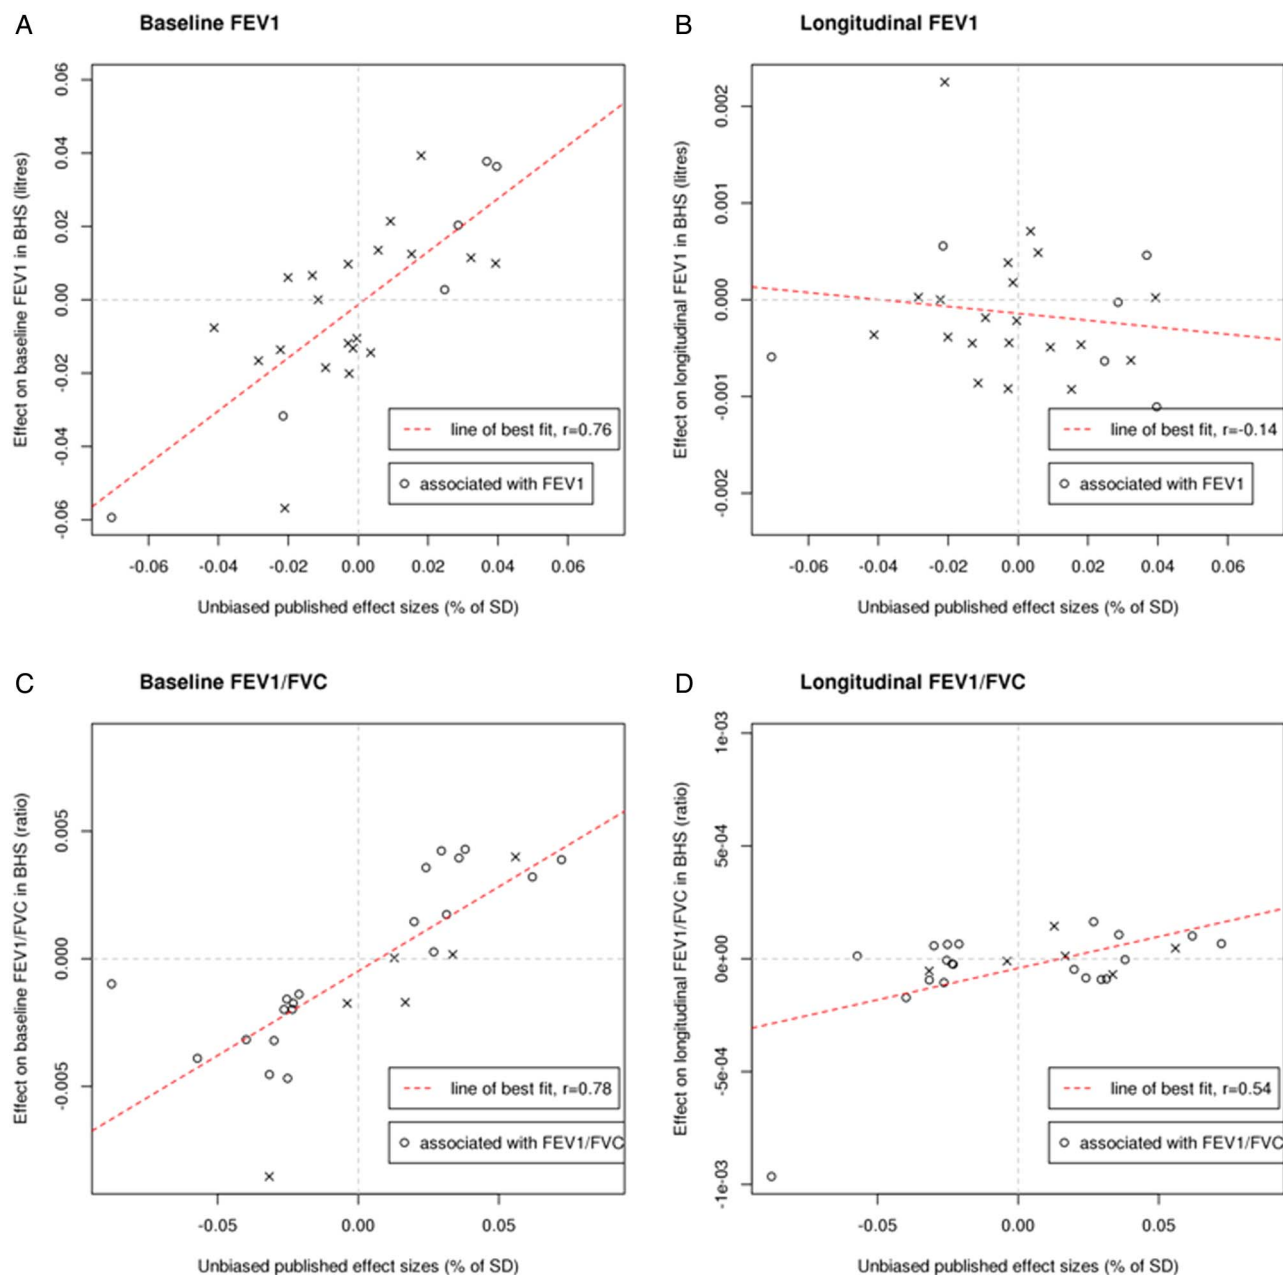 A
Baseline FEV1
Effect on baseline FEV1 in BHS (litres)
0.06
0.04
0.02
0.00
-0.02
-0.04
-0.06
line of best fit, r=0.76
associated with FEV1
-0.06 -0.04 -0.02 0.00 0.02 0.04 0.06
Unbiased published effect sizes (% of SD)
B
Longitudinal FEV1
Effect on longitudinal FEV1 in BHS (litres)
0.002
0.001
0.000
-0.001
-0.002
line of best fit, r=-0.14
associated with FEV1
-0.06 -0.04 -0.02 0.00 0.02 0.04 0.06
Unbiased published effect sizes (% of SD)
C
Baseline FEV1/FVC
Effect on baseline FEV1/FVC in BHS (ratio)
0.005
0.000
-0.005
line of best fit, r=0.78
associated with FEV1/FVC
-0.05 0.00 0.05
Unbiased published effect sizes (% of SD)
D
Longitudinal FEV1/FVC
Effect on longitudinal FEV1/FVC in BHS (ratio)
1e-03
5e-04
0e+00
-5e-04
-1e-03
line of best fit, r=0.54
associated with FEV1/FVC
-0.05 0.00 0.05
Unbiased published effect sizes (% of SD)